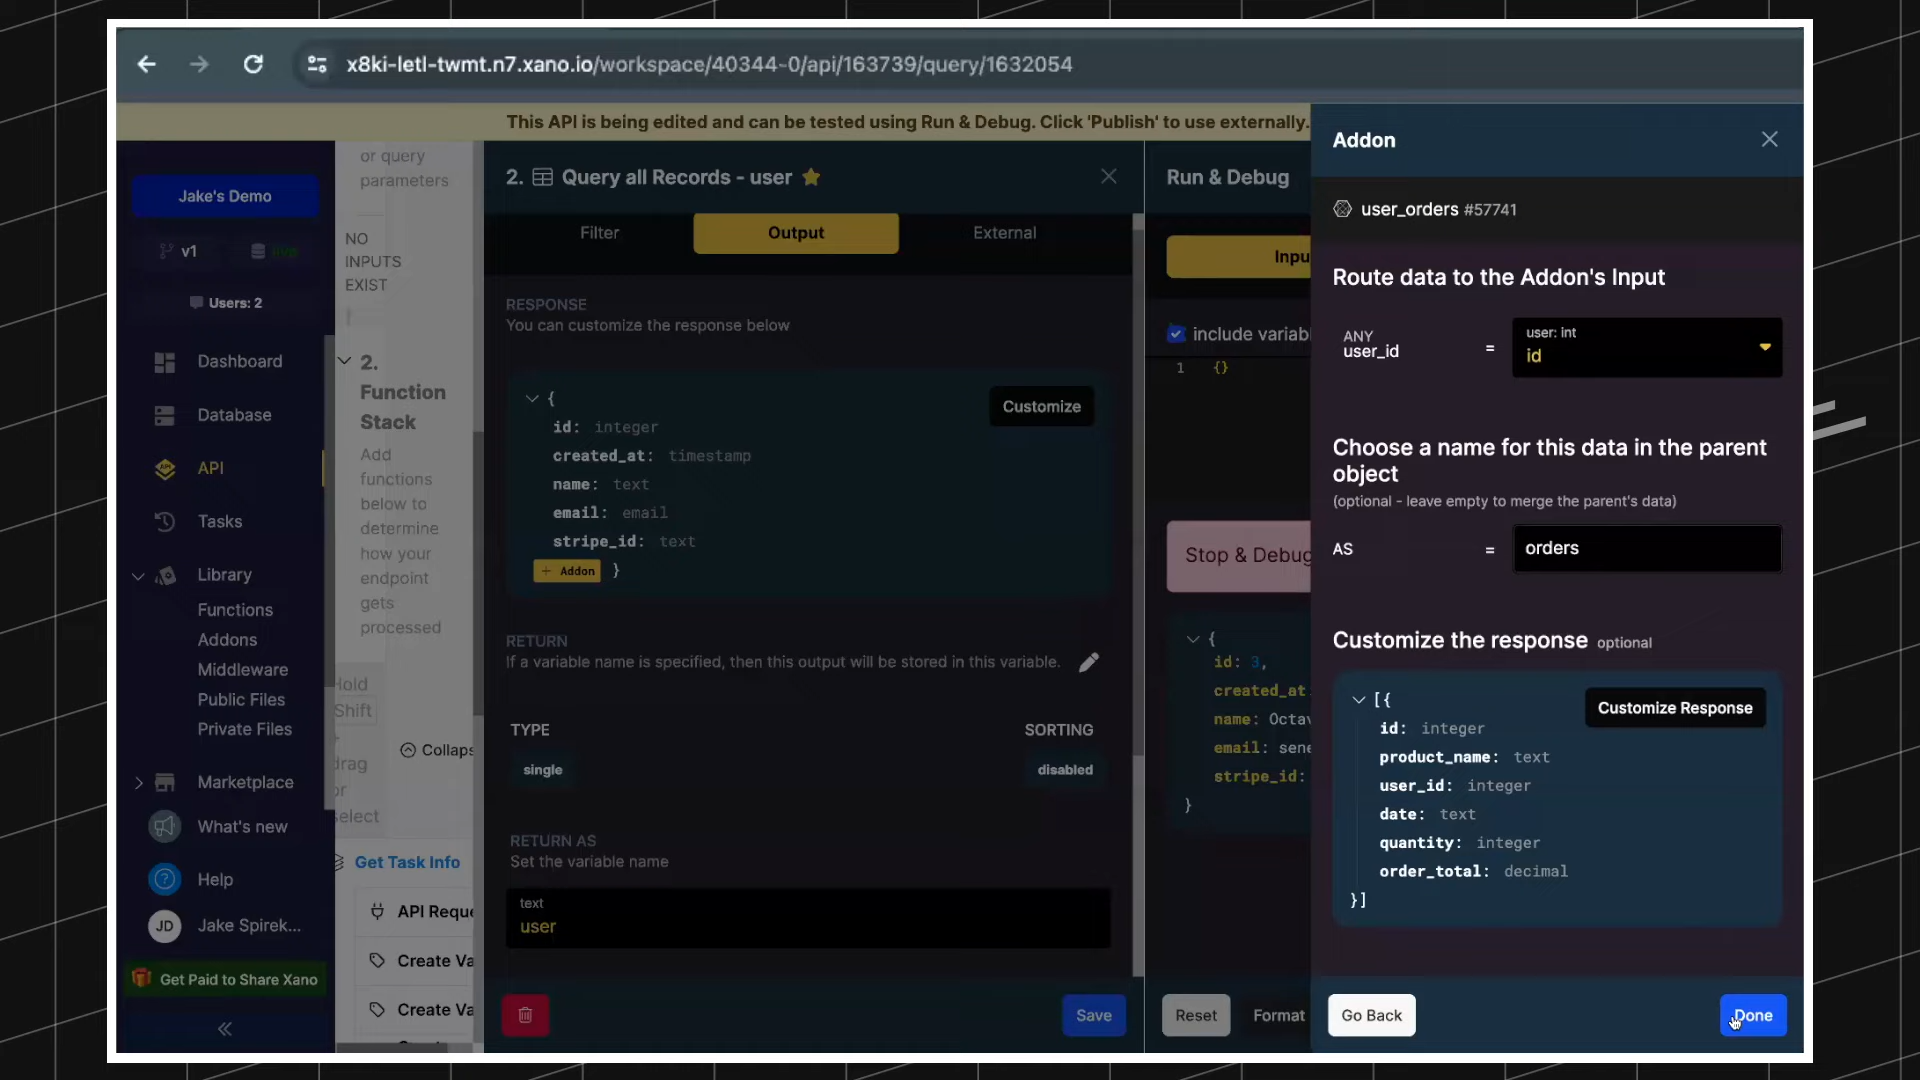 x8ki-letl-twmt.n7.xano.io/workspace/40344-0/api/163739/query/1632054
This API is being edited and can be tested using Run & Debug. Click 'Publish' to use externally.
Jake's Demo
v1
live
Users: 2
Dashboard
Database
API
Tasks
Library
Functions
Addons
Middleware
Public Files
Private Files
Marketplace
What's new
Help
JD
Jake Spirek...
Get Paid to Share Xano
or query
parameters
NO
INPUTS
EXIST
2.
Function
Stack
Add
functions
below to
determine
how your
endpoint
gets
processed
Hold
Shift
drag
or
select
Collaps
Get Task Info
API Reque
Create Va
Create Va
2. Query all Records - user
Filter
Output
External
RESPONSE
You can customize the response below
Customize
{
id: integer
created_at: timestamp
name: text
email: email
stripe_id: text
+ Addon }
RETURN
If a variable name is specified, then this output will be stored in this variable.
TYPE SORTING
single disabled
RETURN AS
Set the variable name
text
user
Save
Run & Debug
Inpu
include variabl
1 {}
Stop & Debug
{
id: 3,
created_at
name: Octav
email: sene
stripe_id:
}
Reset
Format
Addon
user_orders #57741
Route data to the Addon's Input
ANY
user_id
=
user: int
id
Choose a name for this data in the parent
object
(optional - leave empty to merge the parent's data)
AS = orders
Customize the response optional
Customize Response
[{
id: integer
product_name: text
user_id: integer
date: text
quantity: integer
order_total: decimal
}]
Go Back
Done